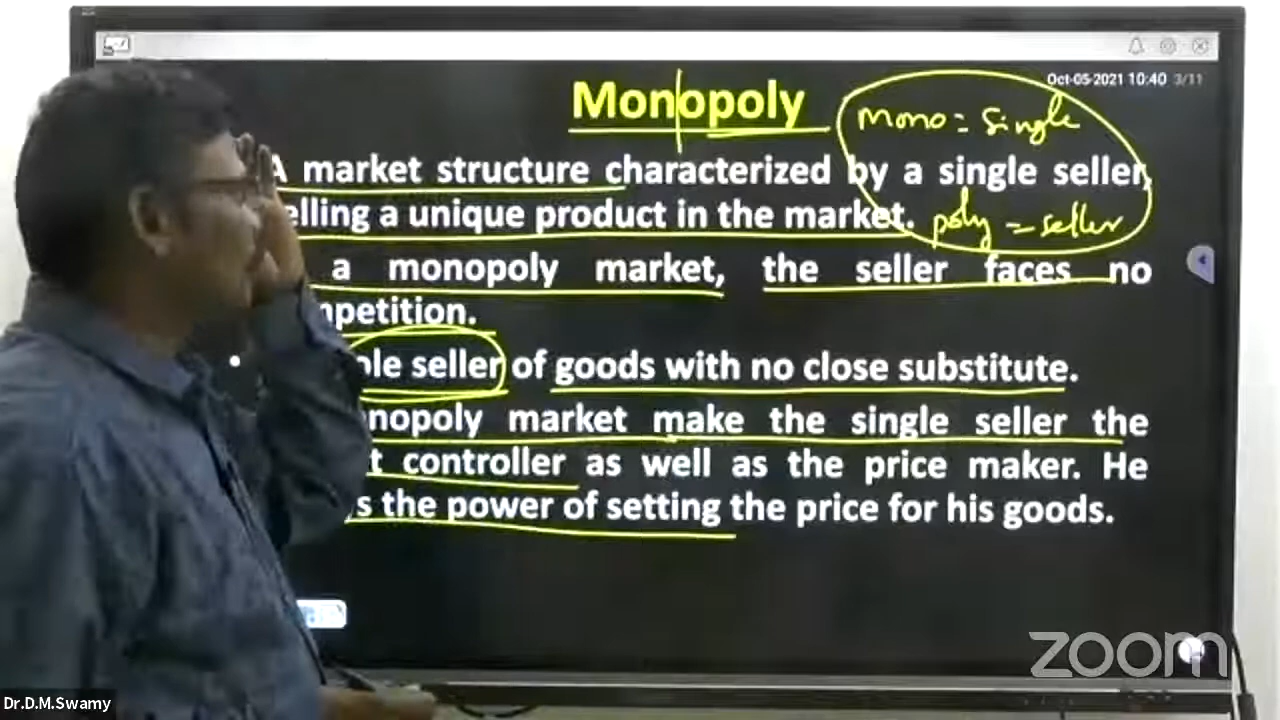 Oct-05-2021 10:40 3/11
Monopoly
mono = single
A market structure characterized by a single seller,
elling a unique product in the market.
poly = seller
a monopoly market, the seller faces no
mpetition.
ole seller of goods with no close substitute.
nopoly market make the single seller the
t controller as well as the price maker. He
s the power of setting the price for his goods.
zoom
Dr.D.M.Swamy